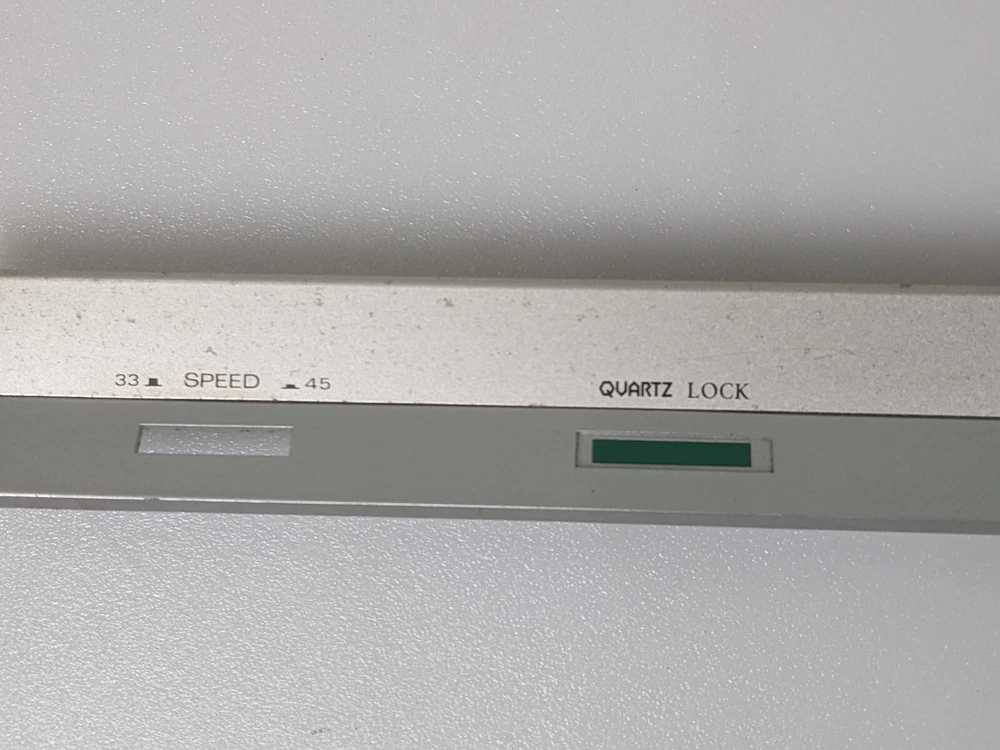 33 SPEED 45
QUARTZ LOCK